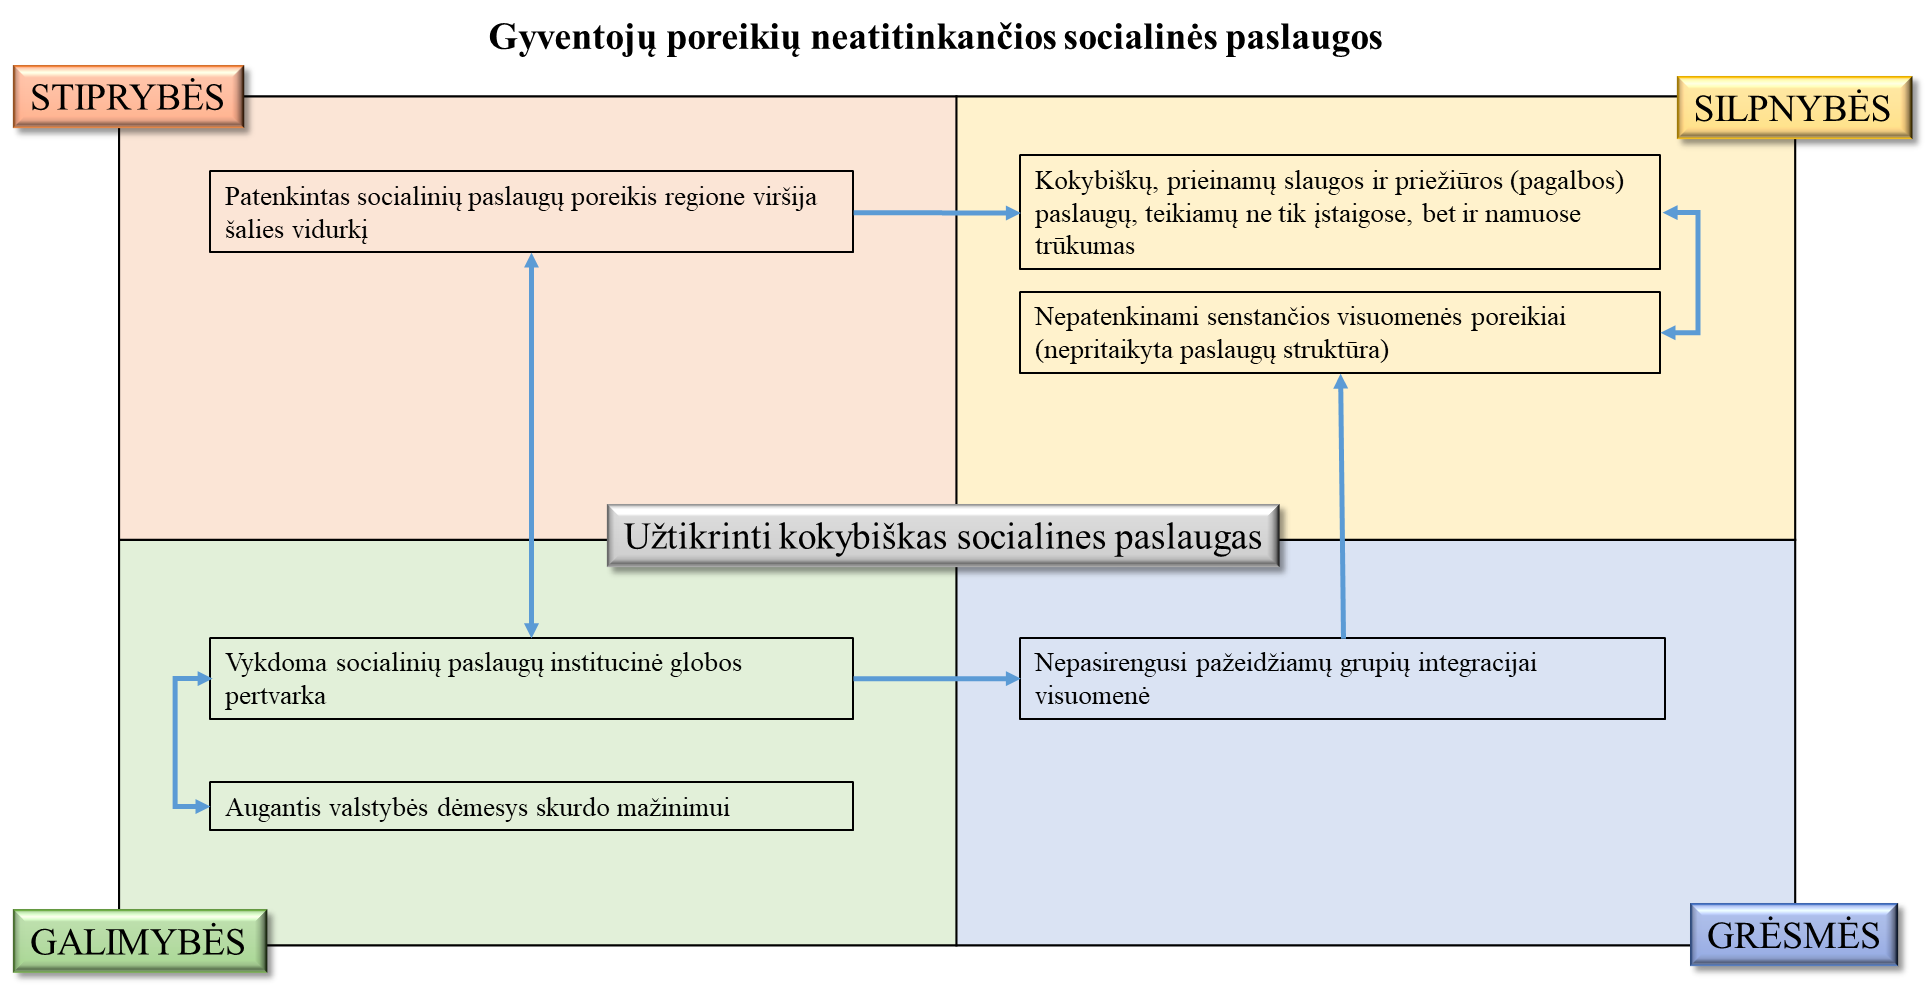 Gyventojų poreikių neatitinkančios socialinės paslaugos
STIPRYBĖS
SILPNYBĖS
Patenkintas socialinių paslaugų poreikis regione viršija
šalies vidurkį
Kokybiškų, prieinamų slaugos ir priežiūros (pagalbos)
paslaugų, teikiamų ne tik įstaigose, bet ir namuose
trūkumas
Nepatenkinami senstančios visuomenės poreikiai
(nepritaikyta paslaugų struktūra)
Užtikrinti kokybiškas socialines paslaugas
Vykdoma socialinių paslaugų institucinė globos
pertvarka
Nepasirengusi pažeidžiamų grupių integracijai
visuomenė
Augantis valstybės dėmesys skurdo mažinimui
GALIMYBĖS
GRĖSMĖS